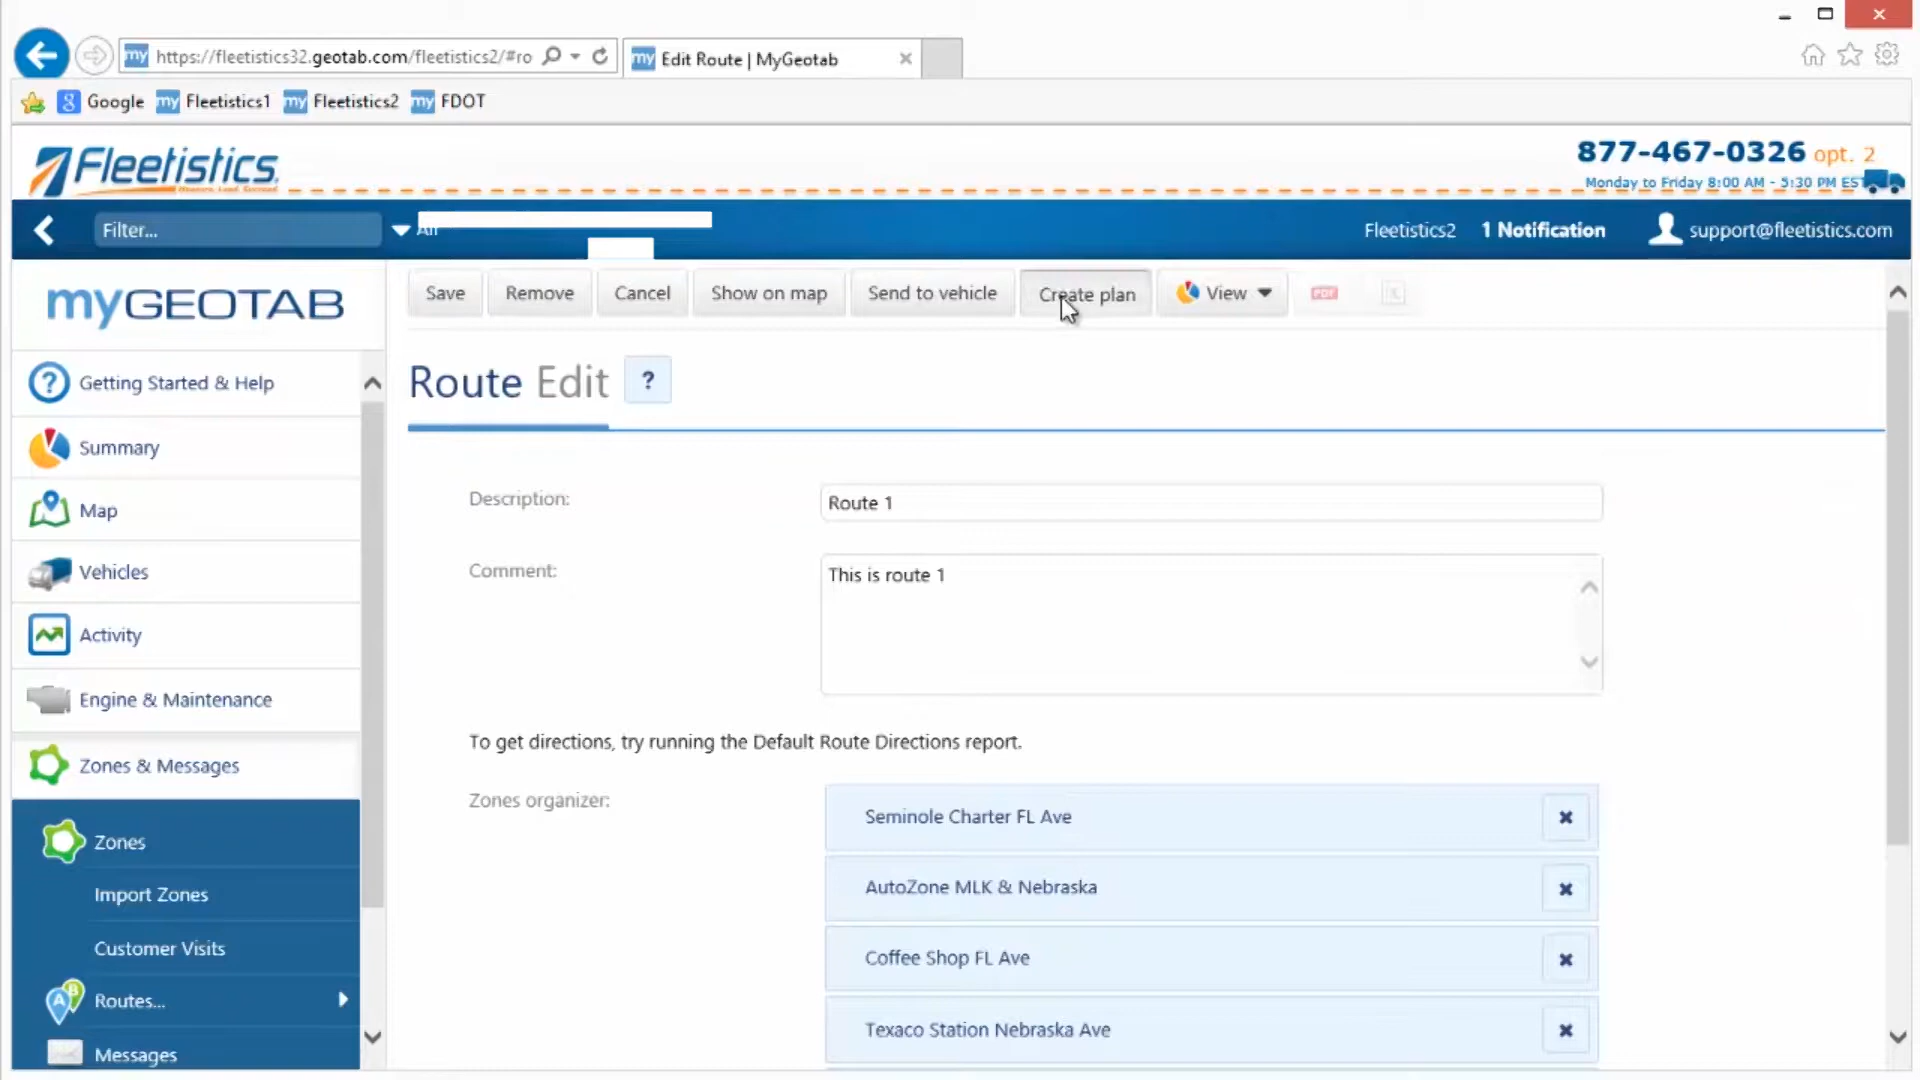 https://fleetistics32.geotab.com/fleetistics2/#ro
my Edit Route | MyGeotab
Google my Fleetistics1 my Fleetistics2 my FDOT
Fleetistics
877-467-0326 opt. 2
Monday to Friday 8:00 AM - 5:30 PM EST
Filter...
Fleetistics2 1 Notification support@fleetistics.com
myGEOTAB
Save Remove Cancel Show on map Send to vehicle Create plan View PDF
Route Edit ?
Getting Started & Help
Summary
Map
Vehicles
Activity
Engine & Maintenance
Zones & Messages
Zones
Import Zones
Customer Visits
Routes...
Messages
Description: Route 1
Comment: This is route 1
To get directions, try running the Default Route Directions report.
Zones organizer:
Seminole Charter FL Ave
AutoZone MLK & Nebraska
Coffee Shop FL Ave
Texaco Station Nebraska Ave